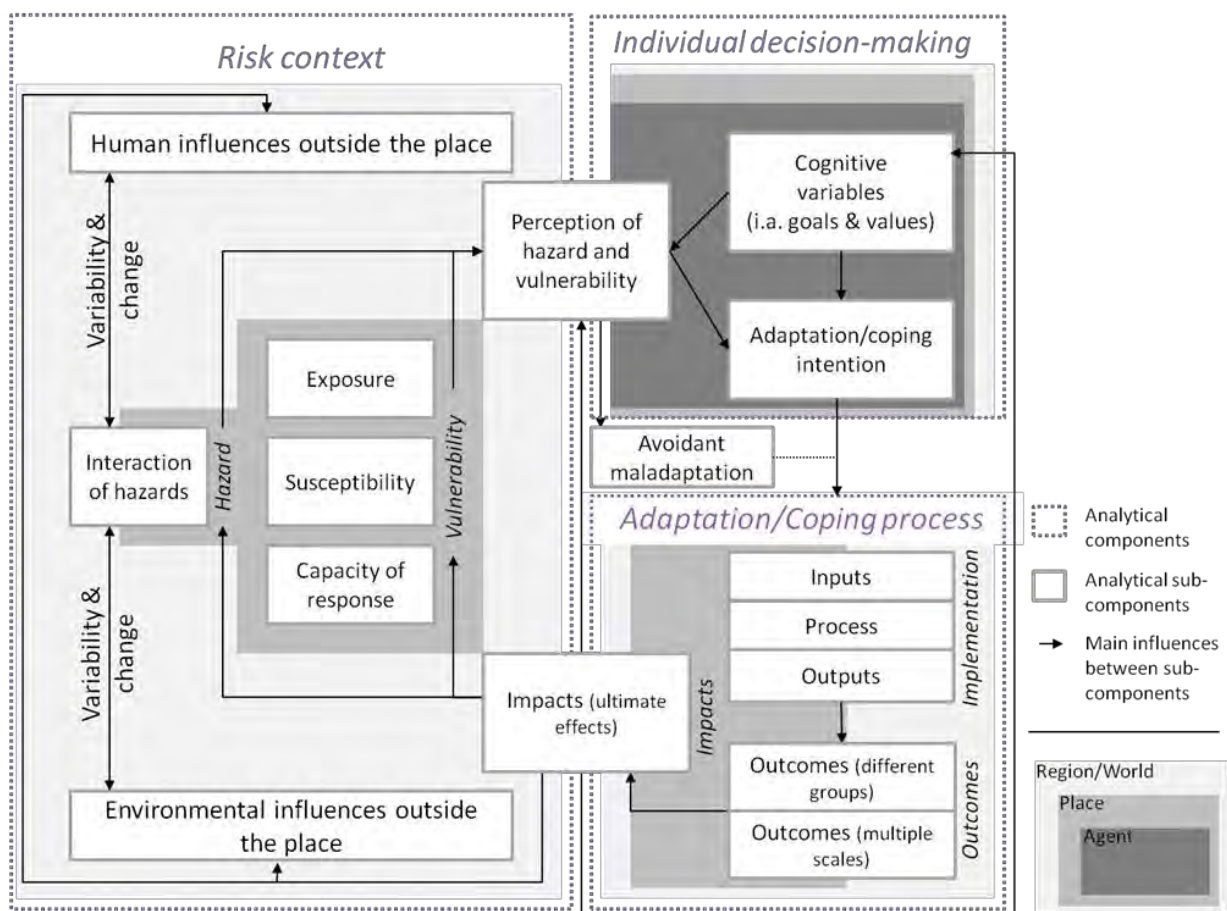 Risk context
Human influences outside the place
Variability &
change
Interaction
of hazards
Variability &
change
Environmental influences outside
the place
Hazard
Exposure
Susceptibility
Capacity of
response
Vulnerability
Perception of
hazard and
vulnerability
Impacts (ultimate
effects)
Individual decision-making
Cognitive
variables
(i.a. goals & values)
Adaptation/coping
intention
Avoidant
maladaptation
Adaptation/Coping process
Inputs
Process
Outputs
Implementation
Impacts
Outcomes (different
groups)
Outcomes (multiple
scales)
Outcomes
Analytical
components
Analytical sub-
components
Main influences
between sub-
components
Region/World
Place
Agent